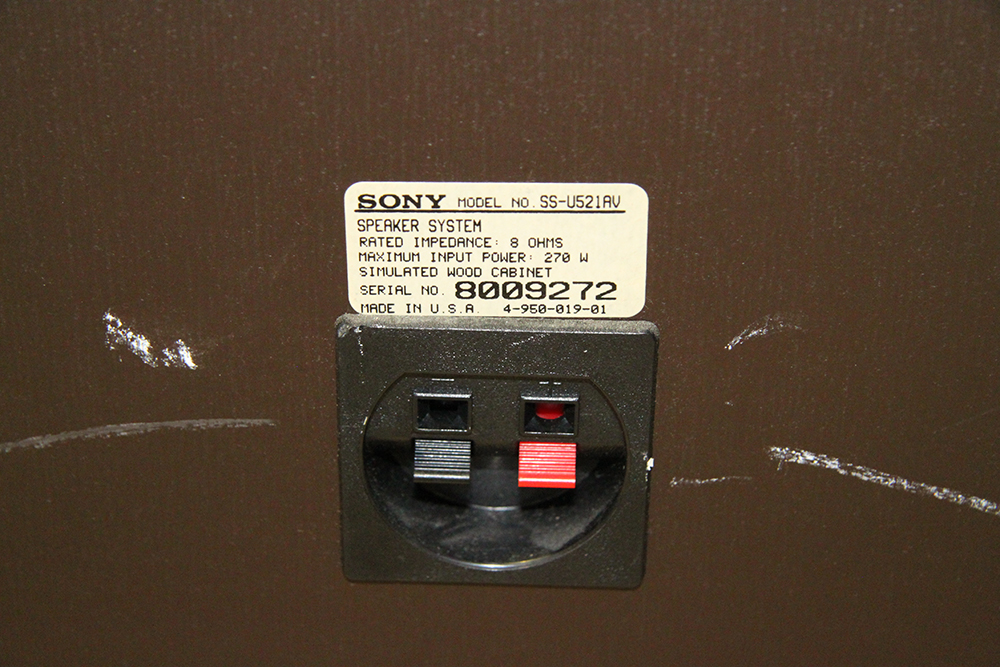 SONY MODEL NO. SS-U521AV
SPEAKER SYSTEM
RATED IMPEDANCE: 8 OHMS
MAXIMUM INPUT POWER: 270 W
SIMULATED WOOD CABINET
SERIAL NO. 8009272
MADE IN U.S.A. 4-950-019-01